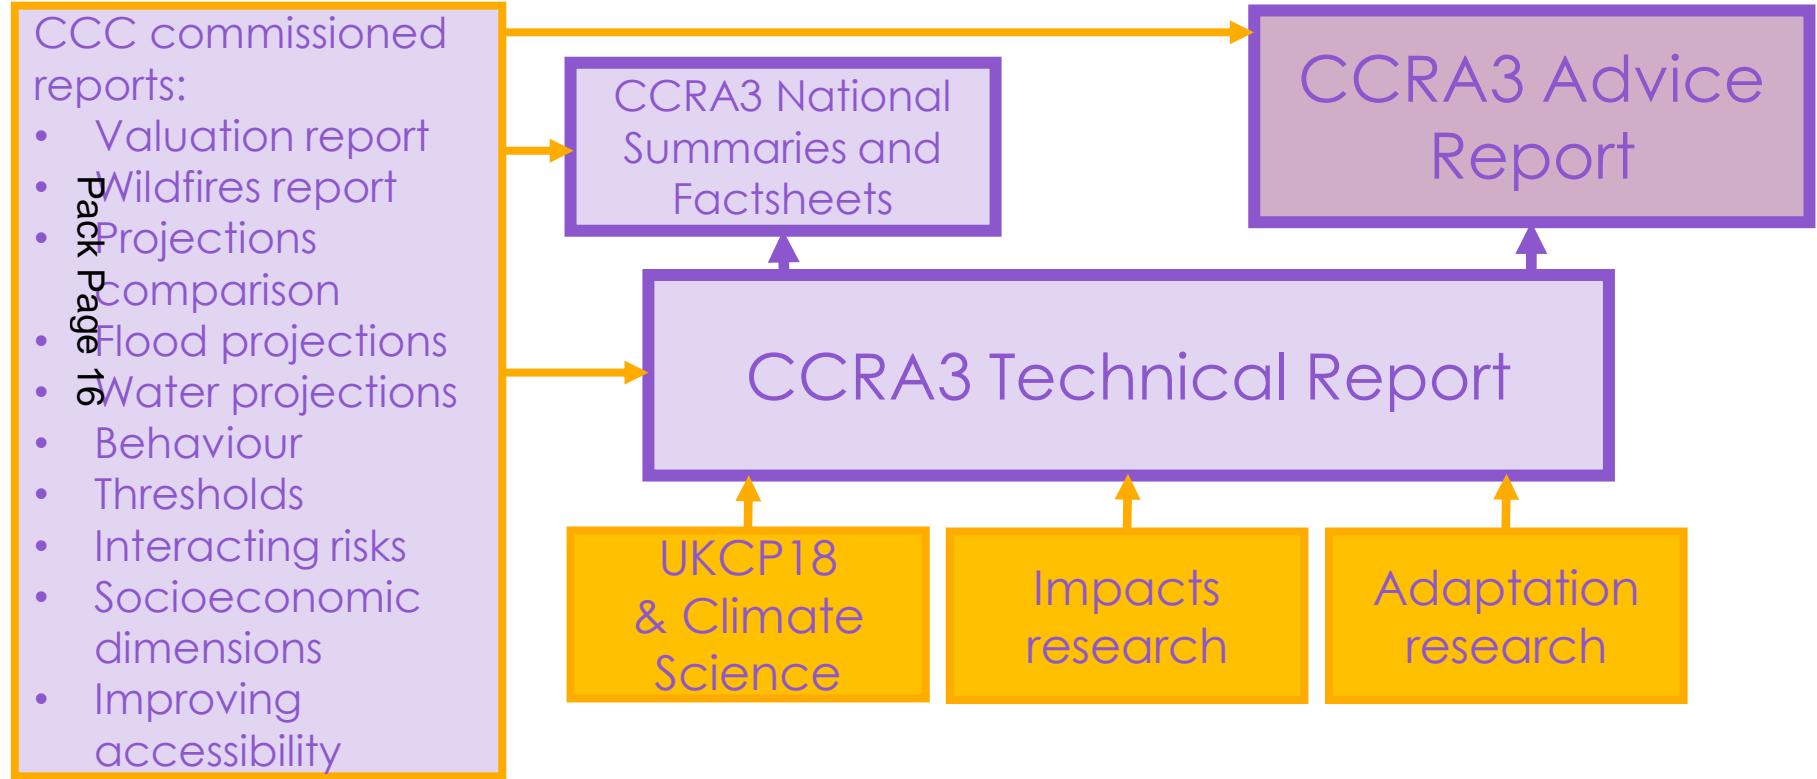 CCC commissioned
reports:
• Valuation report
• Wildfires report
• Projections
comparison
• Flood projections
• Water projections
• Behaviour
• Thresholds
• Interacting risks
• Socioeconomic
dimensions
• Improving
accessibility
Pack Page 16
CCRA3 National
Summaries and
Factsheets
CCRA3 Advice
Report
CCRA3 Technical Report
UKCP18
& Climate
Science
Impacts
research
Adaptation
research